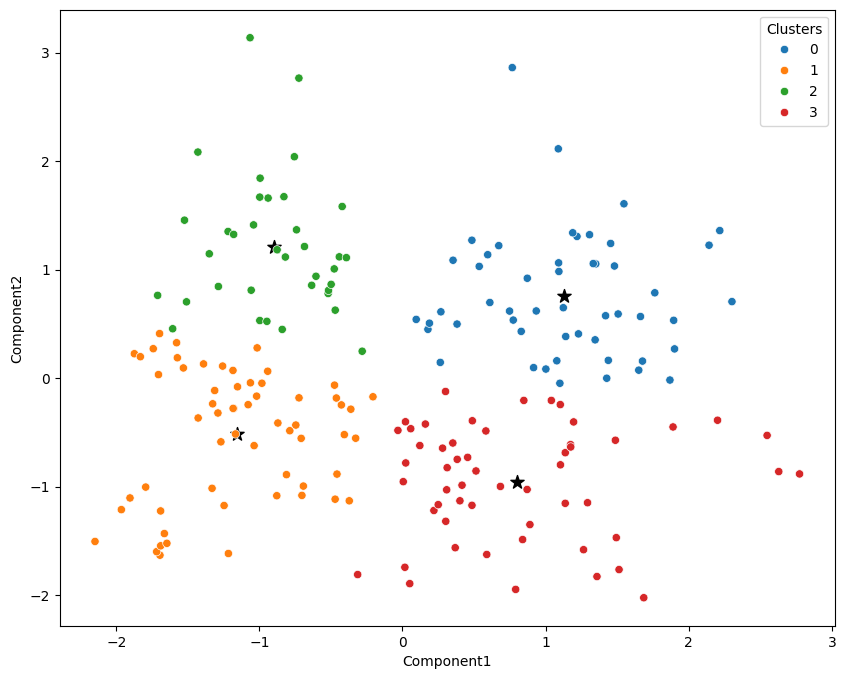 Clusters
0
1
2
3
3
2
1
0
−1
−2
Component2
−2 −1 0 1 2 3
Component1